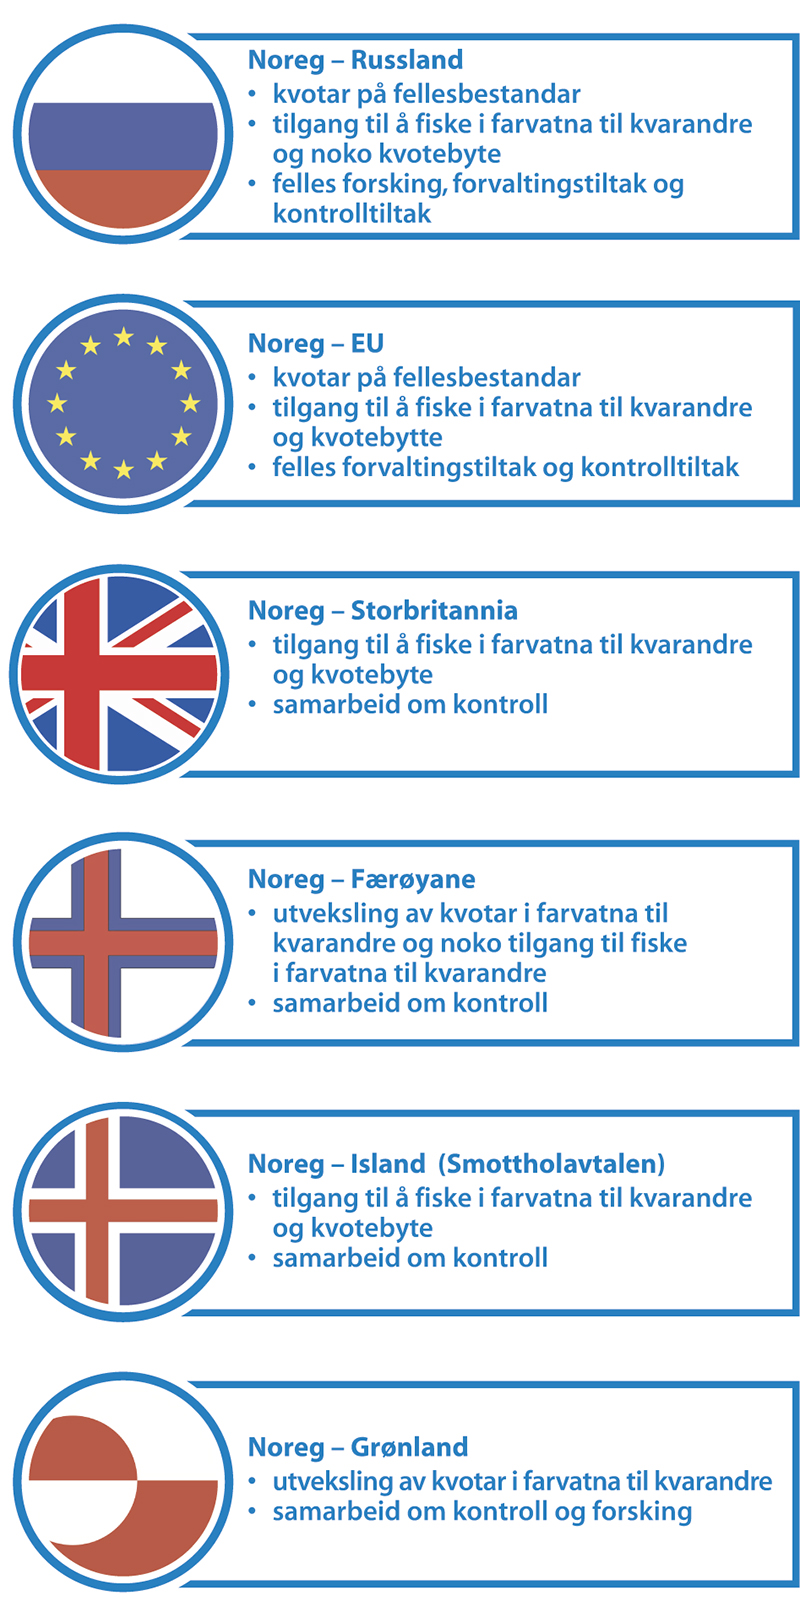 Noreg – Russland
• kvotar på fellesbestandar
• tilgang til å fiske i farvatna til kvarandre
og noko kvotebyte
• felles forsking, forvaltingstiltak og
kontrolltiltak
Noreg – EU
• kvotar på fellesbestandar
• tilgang til å fiske i farvatna til kvarandre
og kvotebytte
• felles forvaltingstiltak og kontrolltiltak
Noreg – Storbritannia
• tilgang til å fiske i farvatna til kvarandre
og kvotebyte
• samarbeid om kontroll
Noreg – Færøyane
• utveksling av kvotar i farvatna til
kvarandre og noko tilgang til fiske
i farvatna til kvarandre
• samarbeid om kontroll
Noreg – Island (Smottholavtalen)
• tilgang til å fiske i farvatna til kvarandre
og kvotebyte
• samarbeid om kontroll
Noreg – Grønland
• utveksling av kvotar i farvatna til kvarandre
• samarbeid om kontroll og forsking